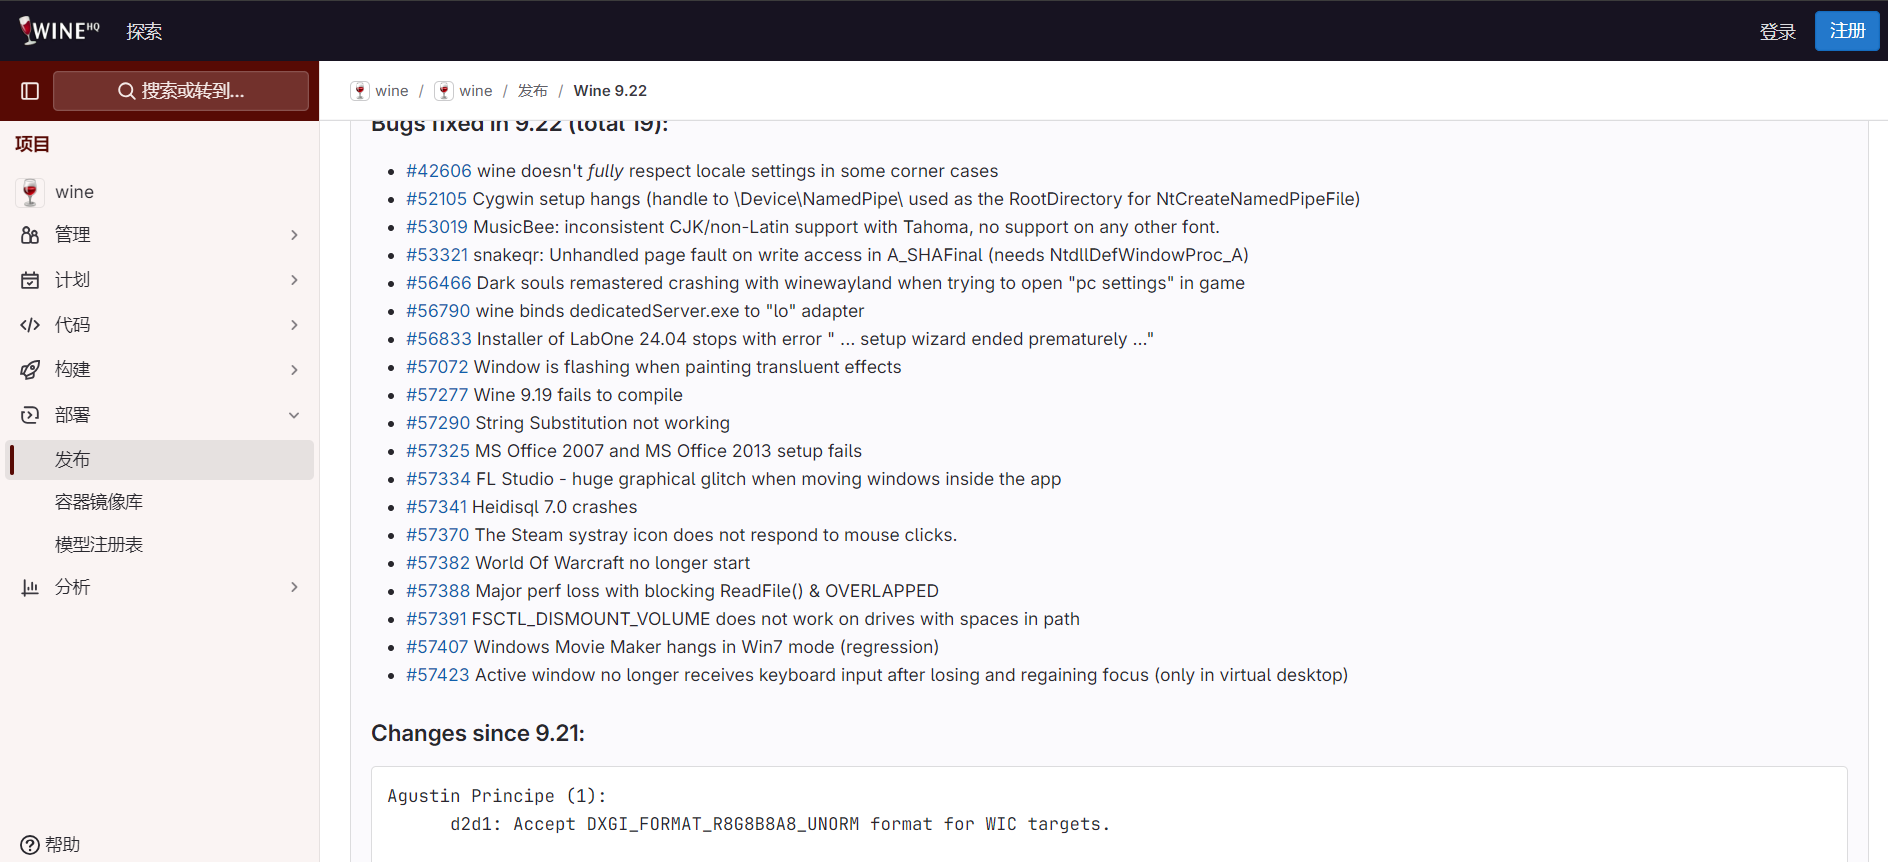 WINE HQ 探索 登录 注册
搜索或转到...
wine / wine / 发布 / Wine 9.22
项目
wine
管理
计划
代码
构建
部署
发布
容器镜像库
模型注册表
分析
帮助
Bugs fixed in 9.22 (total 19):
#42606 wine doesn't fully respect locale settings in some corner cases
#52105 Cygwin setup hangs (handle to \Device\NamedPipe\ used as the RootDirectory for NtCreateNamedPipeFile)
#53019 MusicBee: inconsistent CJK/non-Latin support with Tahoma, no support on any other font.
#53321 snakeqr: Unhandled page fault on write access in A_SHAFinal (needs NtdllDefWindowProc_A)
#56466 Dark souls remastered crashing with winewayland when trying to open "pc settings" in game
#56790 wine binds dedicatedServer.exe to "lo" adapter
#56833 Installer of LabOne 24.04 stops with error " ... setup wizard ended prematurely ..."
#57072 Window is flashing when painting transluent effects
#57277 Wine 9.19 fails to compile
#57290 String Substitution not working
#57325 MS Office 2007 and MS Office 2013 setup fails
#57334 FL Studio - huge graphical glitch when moving windows inside the app
#57341 Heidisql 7.0 crashes
#57370 The Steam systray icon does not respond to mouse clicks.
#57382 World Of Warcraft no longer start
#57388 Major perf loss with blocking ReadFile() & OVERLAPPED
#57391 FSCTL_DISMOUNT_VOLUME does not work on drives with spaces in path
#57407 Windows Movie Maker hangs in Win7 mode (regression)
#57423 Active window no longer receives keyboard input after losing and regaining focus (only in virtual desktop)
Changes since 9.21:
Agustin Principe (1):
d2d1: Accept DXGI_FORMAT_R8G8B8A8_UNORM format for WIC targets.